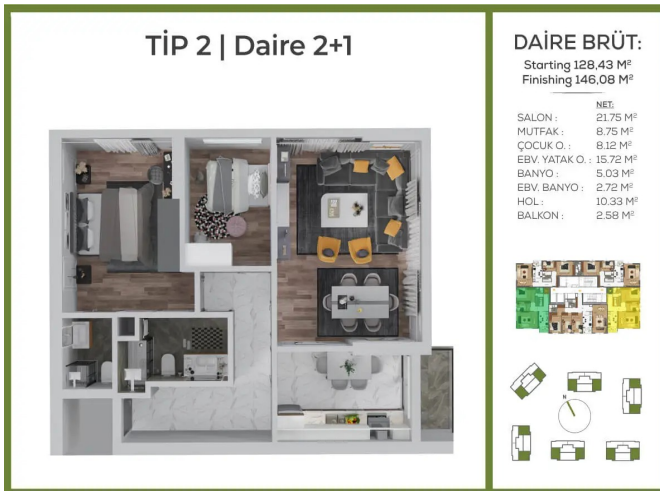 TİP 2 | Daire 2+1
DAİRE BRÜT:
Starting 128,43 M²
Finishing 146,08 M²
NET:
SALON : 21.75 M²
MUTFAK : 8.75 M²
ÇOCUK O. : 8.12 M²
EBV. YATAK O. : 15.72 M²
BANYO : 5.03 M²
EBV. BANYO : 2.72 M²
HOL : 10.33 M²
BALKON : 2.58 M²
N